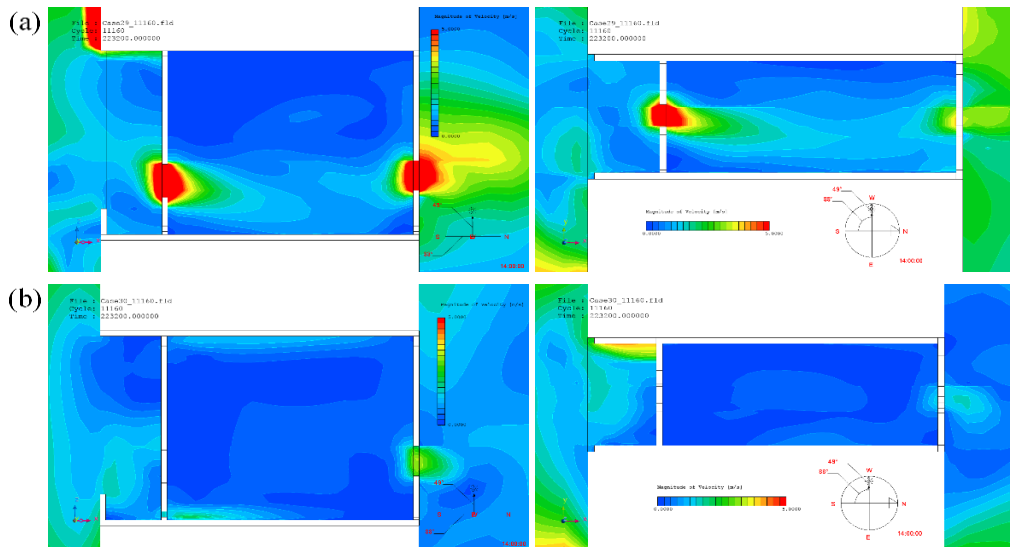 (a)
File : Case29_11160.fld
Cycle: 11160
Time : 223200.000000
Magnitude of Velocity [m/s]
5.0000
0.0000
49°
S N
14:00:00
File : Case29_11160.fld
Cycle: 11160
Time : 223200.000000
Magnitude of Velocity [m/s]
0.0000 5.0000
49°
W
S N
E
14:00:00
(b)
File : Case30_11160.fld
Cycle: 11160
Time : 223200.000000
Magnitude of Velocity [m/s]
5.0000
0.0000
49°
S N
14:00:00
File : Case30_11160.fld
Cycle: 11160
Time : 223200.000000
Magnitude of Velocity [m/s]
0.0000 5.0000
49°
W
S N
E
14:00:00